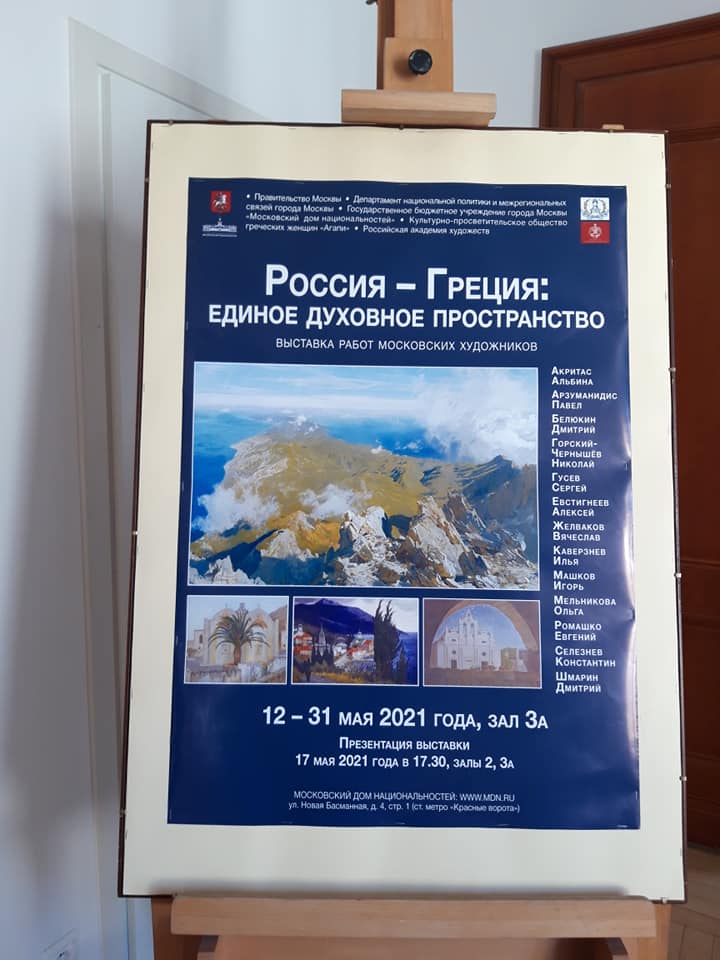 • Правительство Москвы • Департамент национальной политики и межрегиональных
связей города Москвы • Государственное бюджетное учреждение города Москвы
«Московский дом национальностей» • Культурно-просветительское общество
греческих женщин «Агапи» • Российская академия художеств
Россия – Греция:
единое духовное пространство
выставка работ московских художников
Акритас
Альбина
Арзуманидис
Павел
Белюкин
Дмитрий
Горский-
Чернышёв
Николай
Гусев
Сергей
Евстигнеев
Алексей
Желваков
Вячеслав
Каверзнев
Илья
Машков
Игорь
Мельникова
Ольга
Ромашко
Евгений
Селезнев
Константин
Шмарин
Дмитрий
12 – 31 мая 2021 года, зал 3а
Презентация выставки
17 мая 2021 года в 17.30, залы 2, 3а
МОСКОВСКИЙ ДОМ НАЦИОНАЛЬНОСТЕЙ: WWW.MDN.RU
ул. Новая Басманная, д. 4, стр. 1 (ст. метро «Красные ворота»)